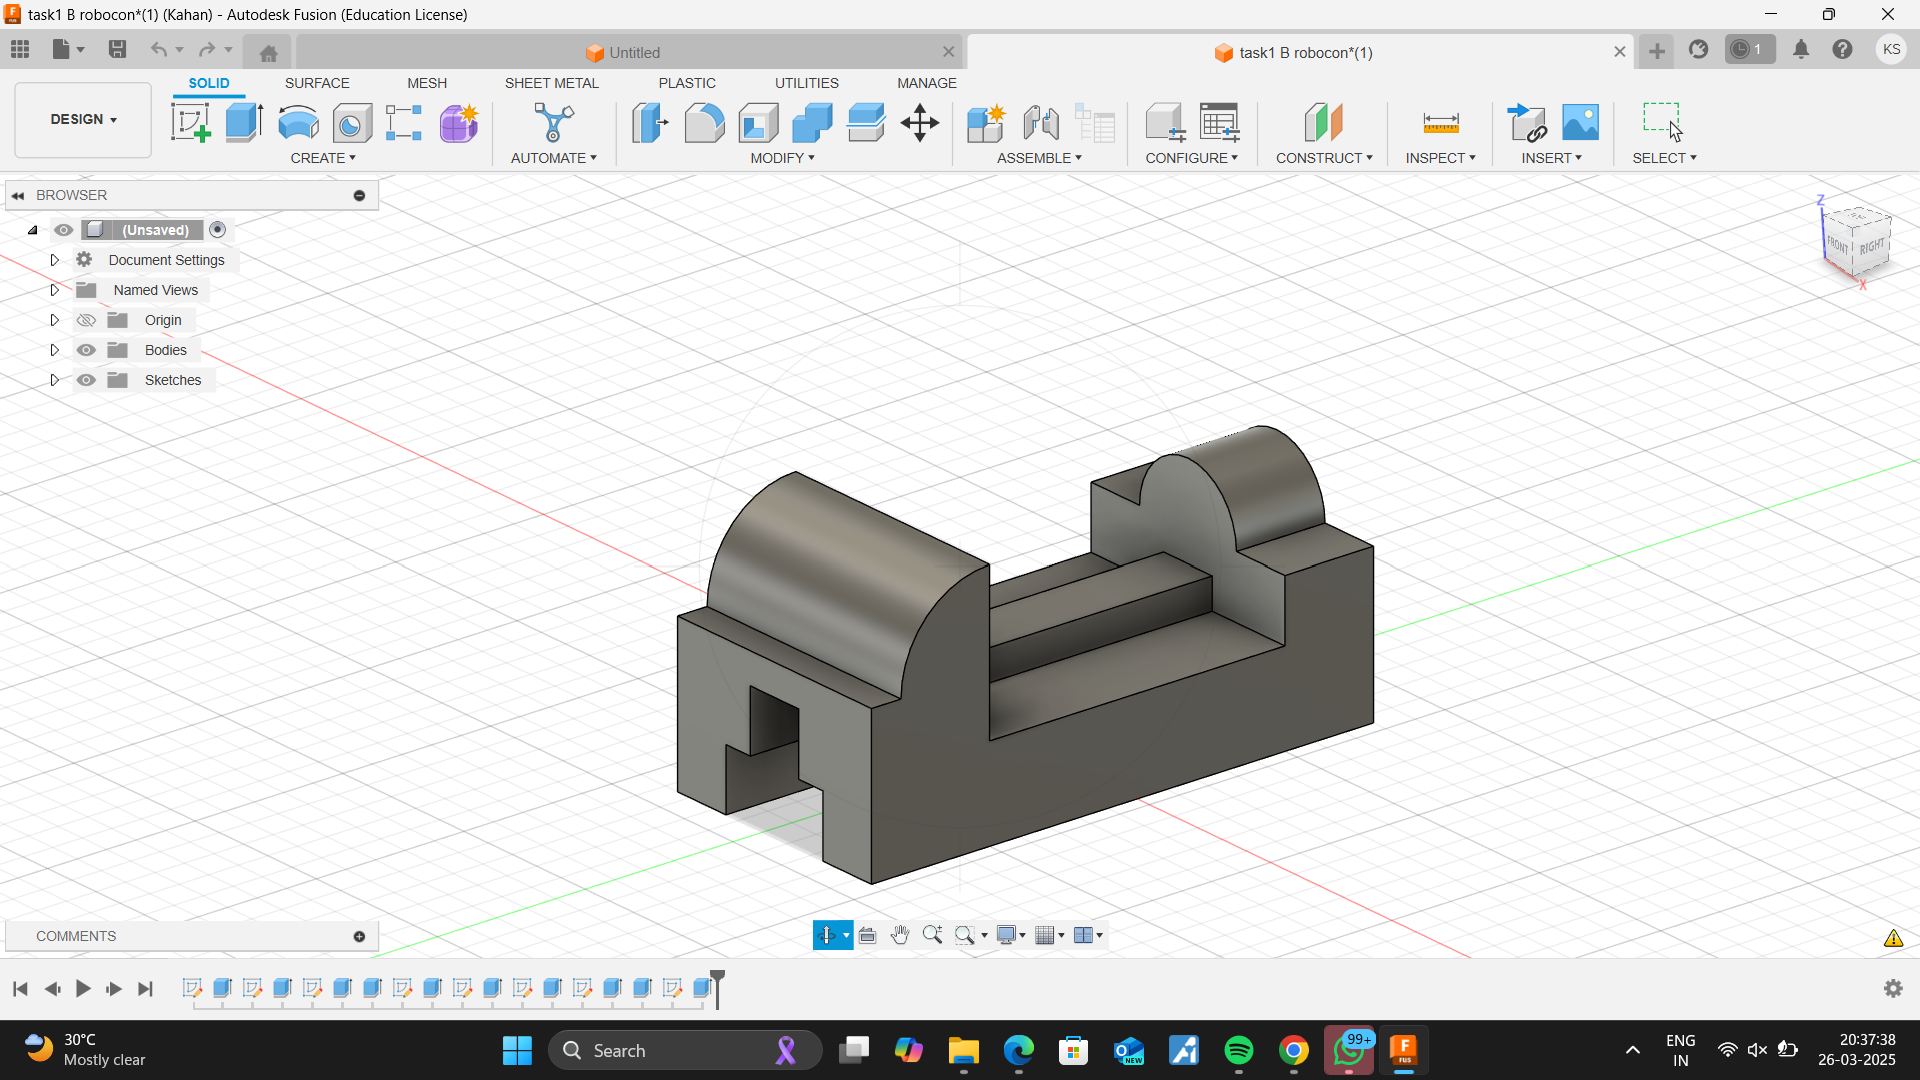 task1 B robocon*(1) (Kahan) - Autodesk Fusion (Education License)
Untitled
task1 B robocon*(1)
1
KS
DESIGN
SOLID
SURFACE
MESH
SHEET METAL
PLASTIC
UTILITIES
MANAGE
CREATE
AUTOMATE
MODIFY
ASSEMBLE
CONFIGURE
CONSTRUCT
INSPECT
INSERT
SELECT
BROWSER
(Unsaved)
Document Settings
Named Views
Origin
Bodies
Sketches
Z
FRONT
RIGHT
X
COMMENTS
30°C
Mostly clear
Search
NEW
99+
F
FUS
ENG
IN
20:37:38
26-03-2025